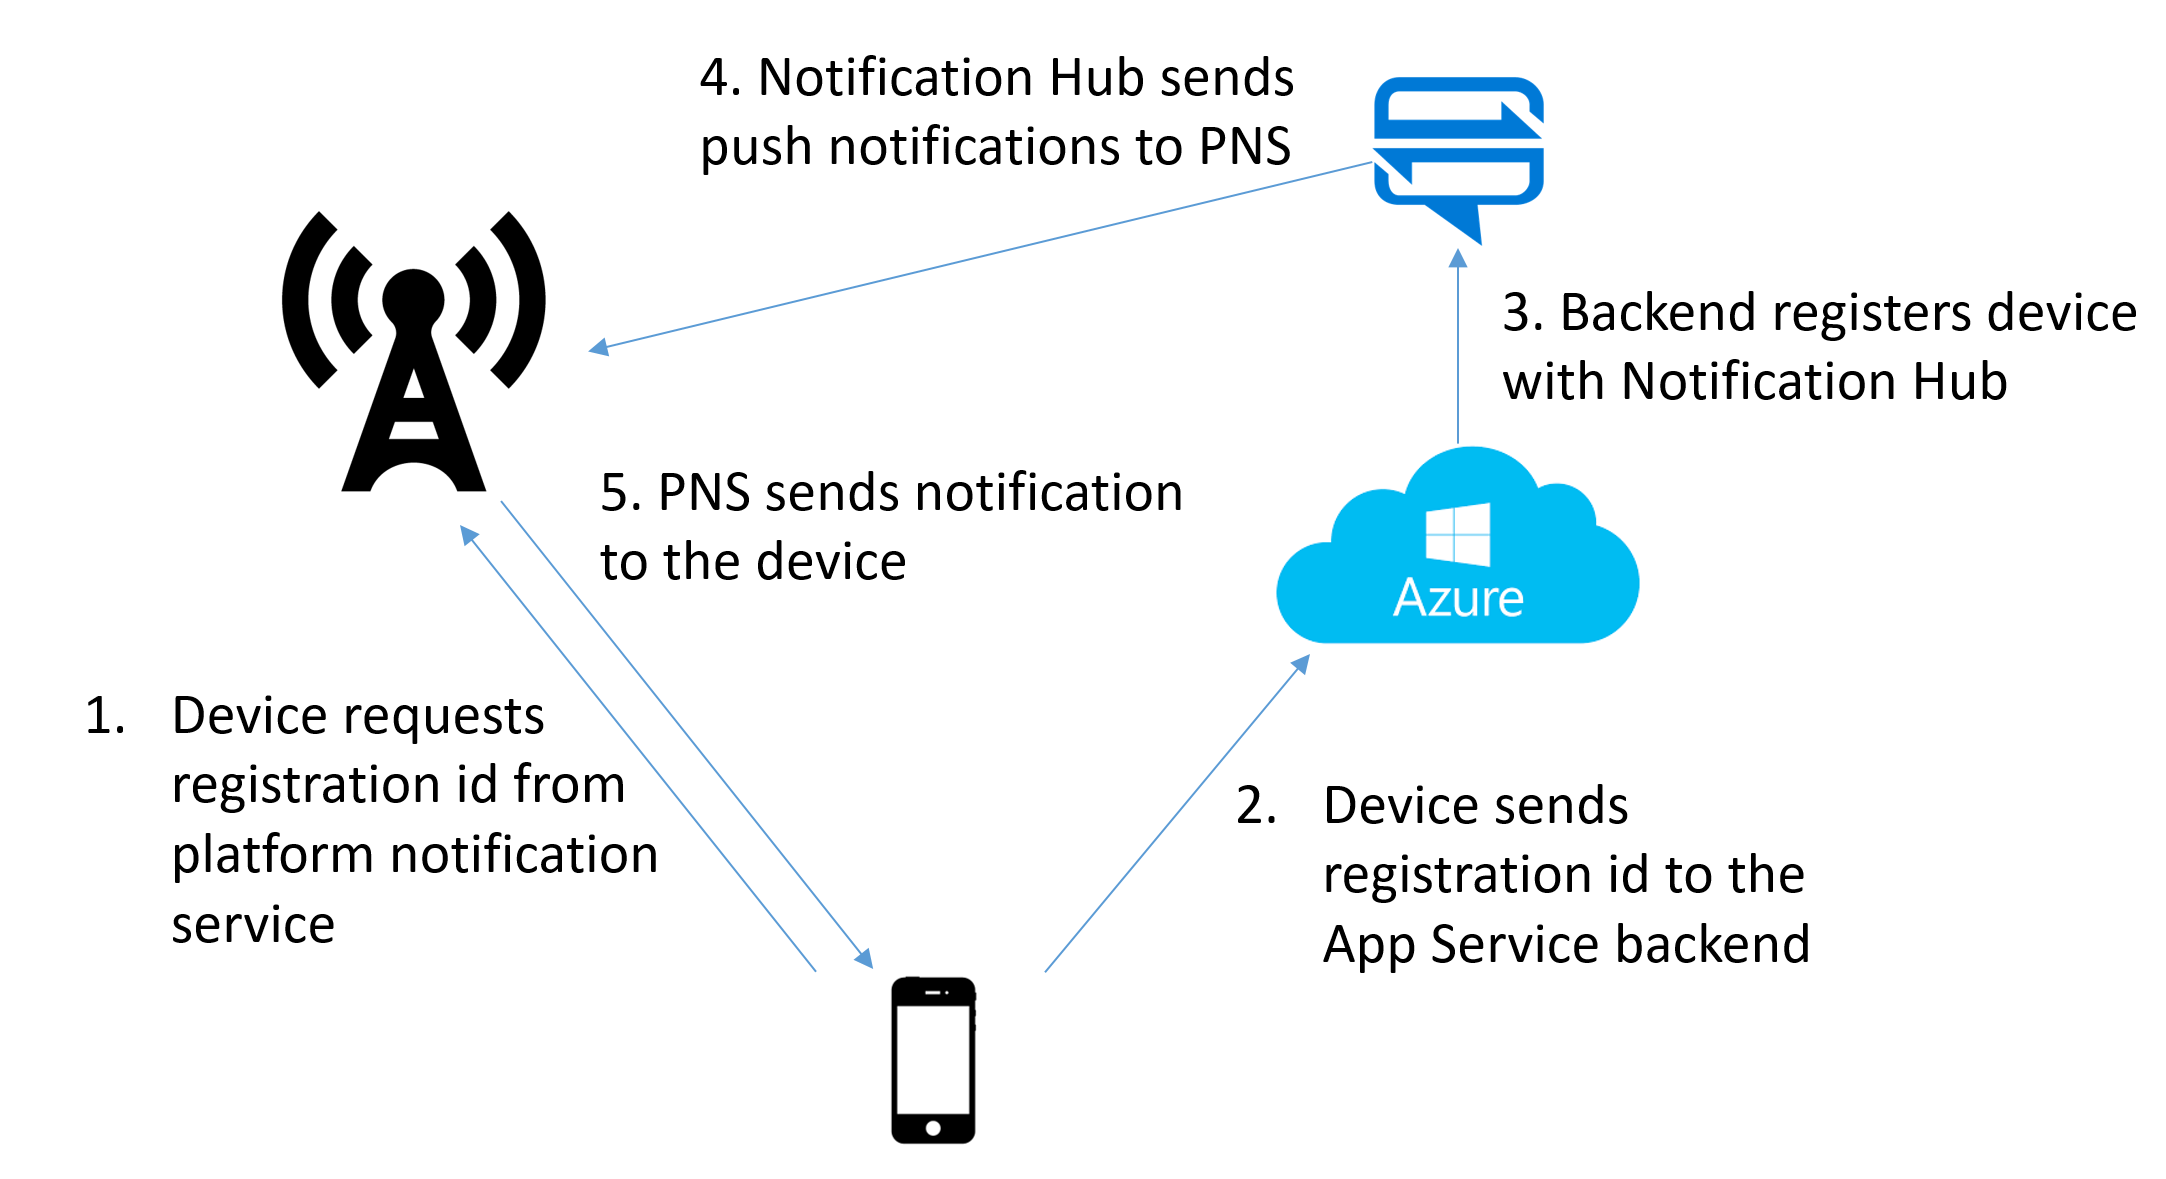 4. Notification Hub sends
push notifications to PNS
3. Backend registers device
with Notification Hub
5. PNS sends notification
to the device
Azure
1. Device requests
registration id from
platform notification
service
2. Device sends
registration id to the
App Service backend